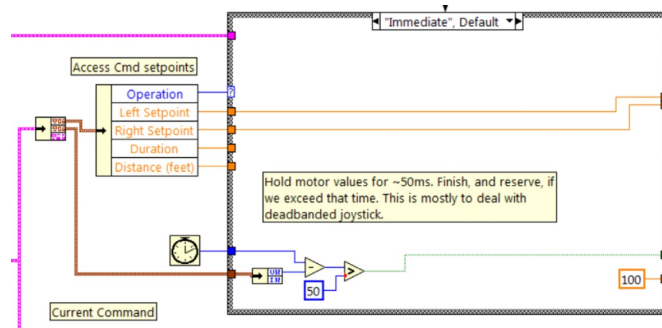 "Immediate", Default
Access Cmd setpoints
Operation
?
Left Setpoint
Right Setpoint
Duration
Distance (feet)
Hold motor values for ~50ms. Finish, and reserve, if
we exceed that time. This is mostly to deal with
deadbanded joystick.
-
>
50
100
Current Command